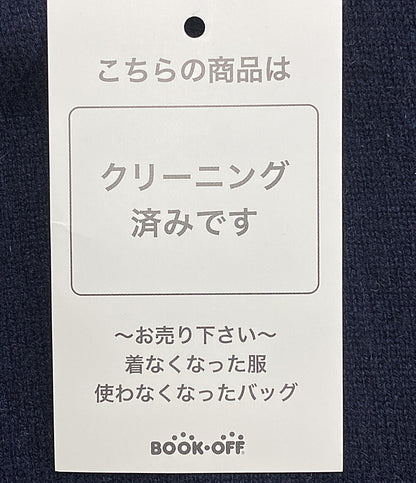 こちらの商品は
クリーニング
済みです
〜お売り下さい〜
着なくなった服
使わなくなったバッグ
BOOK・OFF